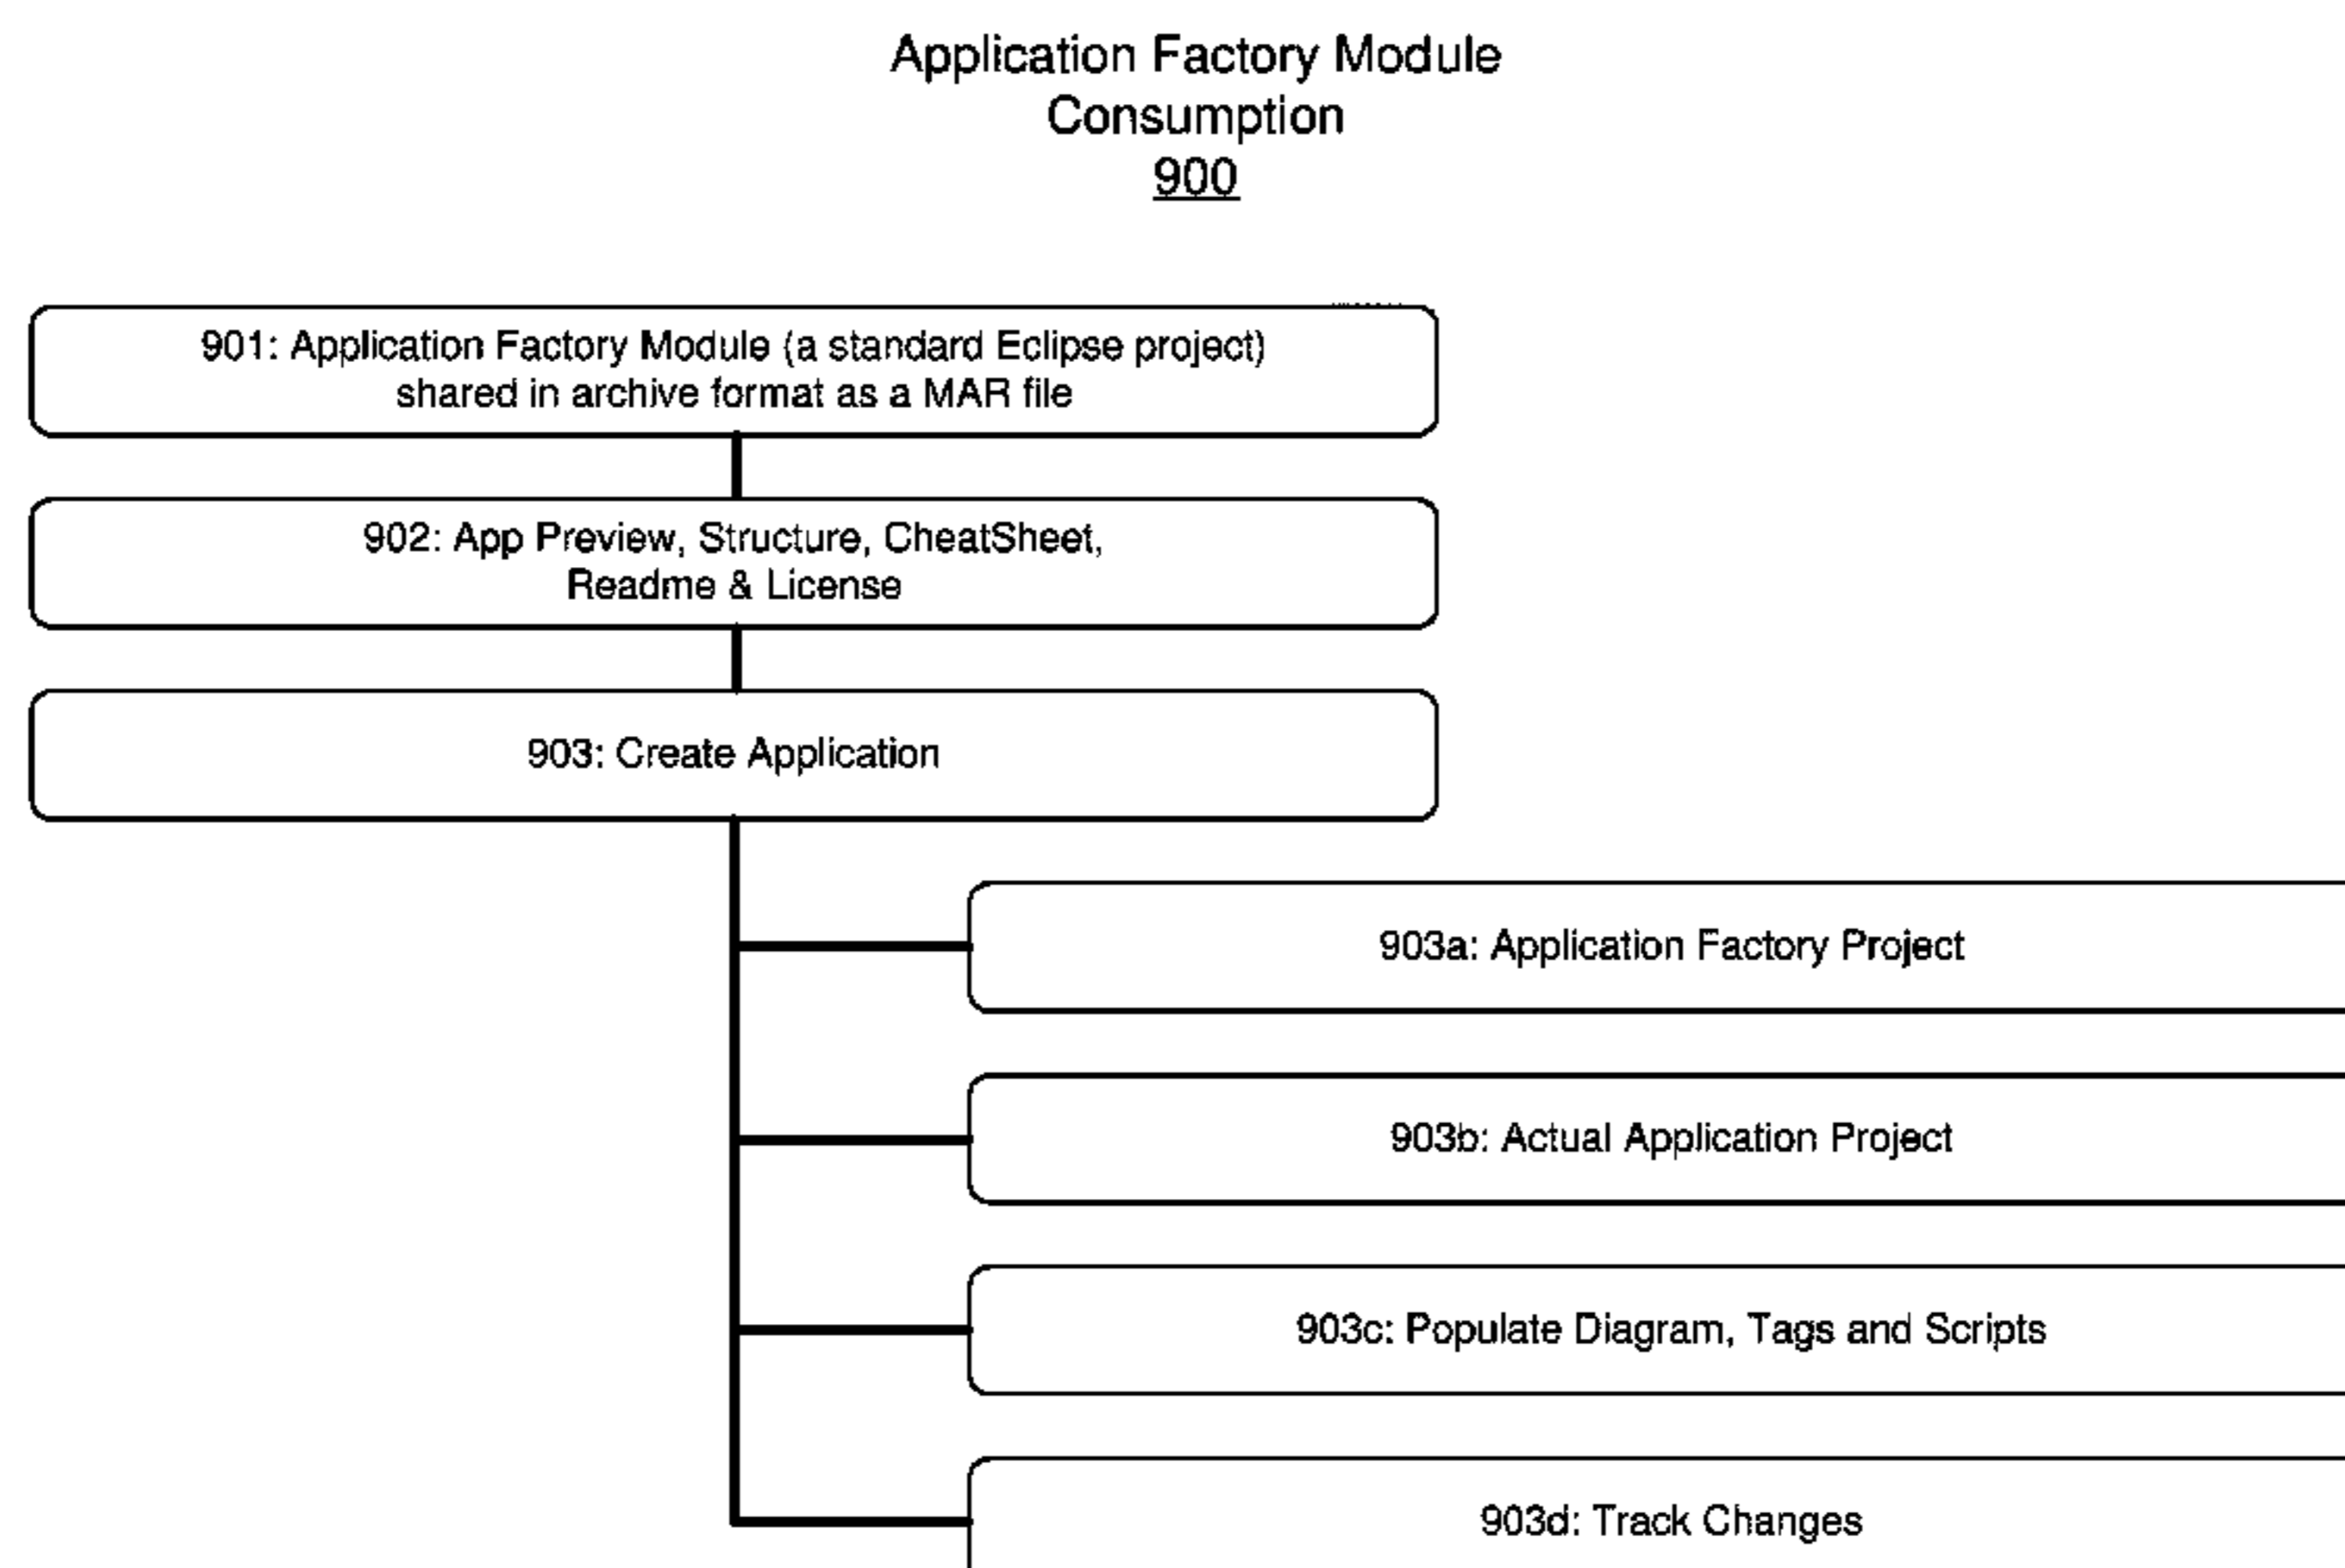 Application Factory Module
Consumption
900
901: Application Factory Module (a standard Eclipse project)
shared in archive format as a MAR file
902: App Preview, Structure, CheatSheet,
Readme & License
903: Create Application
903a: Application Factory Project
903b: Actual Application Project
903c: Populate Diagram, Tags and Scripts
903d: Track Changes